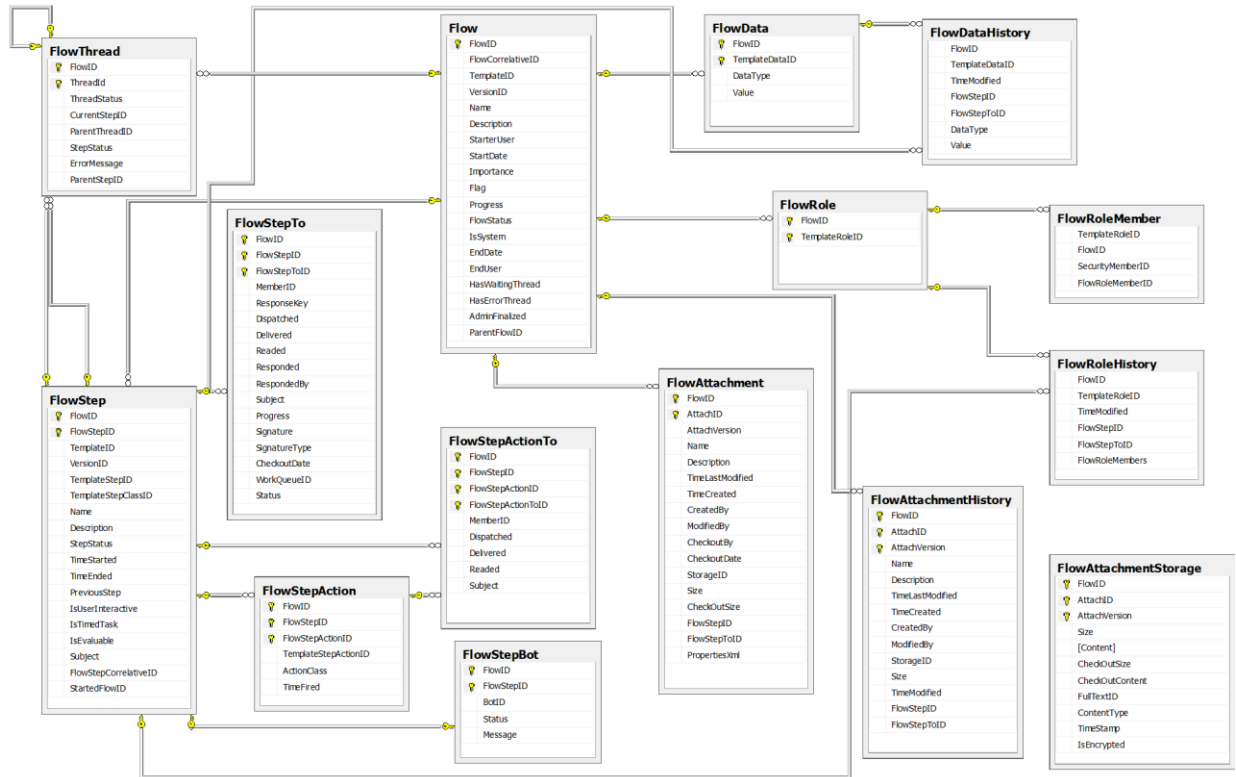 FlowThread
FlowID
ThreadId
ThreadStatus
CurrentStepID
ParentThreadID
StepStatus
ErrorMessage
ParentStepID
Flow
FlowID
FlowCorrelativeID
TemplateID
VersionID
Name
Description
StarterUser
StartDate
Importance
Flag
Progress
FlowStatus
IsSystem
EndDate
EndUser
HasWaitingThread
HasErrorThread
AdminFinalized
ParentFlowID
FlowData
FlowID
TemplateDataID
DataType
Value
FlowDataHistory
FlowID
TemplateDataID
TimeModified
FlowStepID
FlowStepToID
DataType
Value
FlowStepTo
FlowID
FlowStepID
FlowStepToID
MemberID
ResponseKey
Dispatched
Delivered
Readed
Responded
RespondedBy
Subject
Progress
Signature
SignatureType
CheckoutDate
WorkQueueID
Status
FlowRole
FlowID
TemplateRoleID
FlowRoleMember
TemplateRoleID
FlowID
SecurityMemberID
FlowRoleMemberID
FlowRoleHistory
FlowID
TemplateRoleID
TimeModified
FlowStepID
FlowStepToID
FlowRoleMembers
FlowStep
FlowID
FlowStepID
TemplateID
VersionID
TemplateStepID
TemplateStepClassID
Name
Description
StepStatus
TimeStarted
TimeEnded
PreviousStep
IsUserInteractive
IsTimedTask
IsEvaluable
Subject
FlowStepCorrelativeID
StartedFlowID
FlowStepActionTo
FlowID
FlowStepID
FlowStepActionID
FlowStepActionToID
MemberID
Dispatched
Delivered
Readed
Subject
FlowAttachment
FlowID
AttachID
AttachVersion
Name
Description
TimeLastModified
TimeCreated
CreatedBy
ModifiedBy
CheckoutBy
CheckoutDate
StorageID
Size
CheckOutSize
FlowStepID
FlowStepToID
PropertiesXml
FlowAttachmentHistory
FlowID
AttachID
AttachVersion
Name
Description
TimeLastModified
TimeCreated
CreatedBy
ModifiedBy
StorageID
Size
TimeModified
FlowStepID
FlowStepToID
FlowAttachmentStorage
FlowID
AttachID
AttachVersion
Size
[Content]
CheckOutSize
CheckOutContent
FullTextID
ContentType
TimeStamp
IsEncrypted
FlowStepAction
FlowID
FlowStepID
FlowStepActionID
TemplateStepActionID
ActionClass
TimeFired
FlowStepBot
FlowID
FlowStepID
BotID
Status
Message